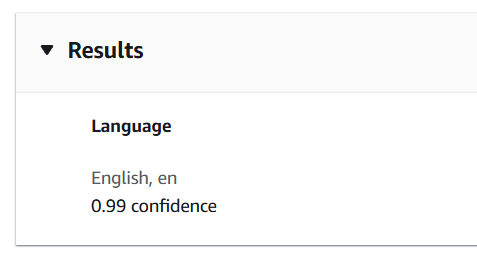 Results
Language
English, en
0.99 confidence